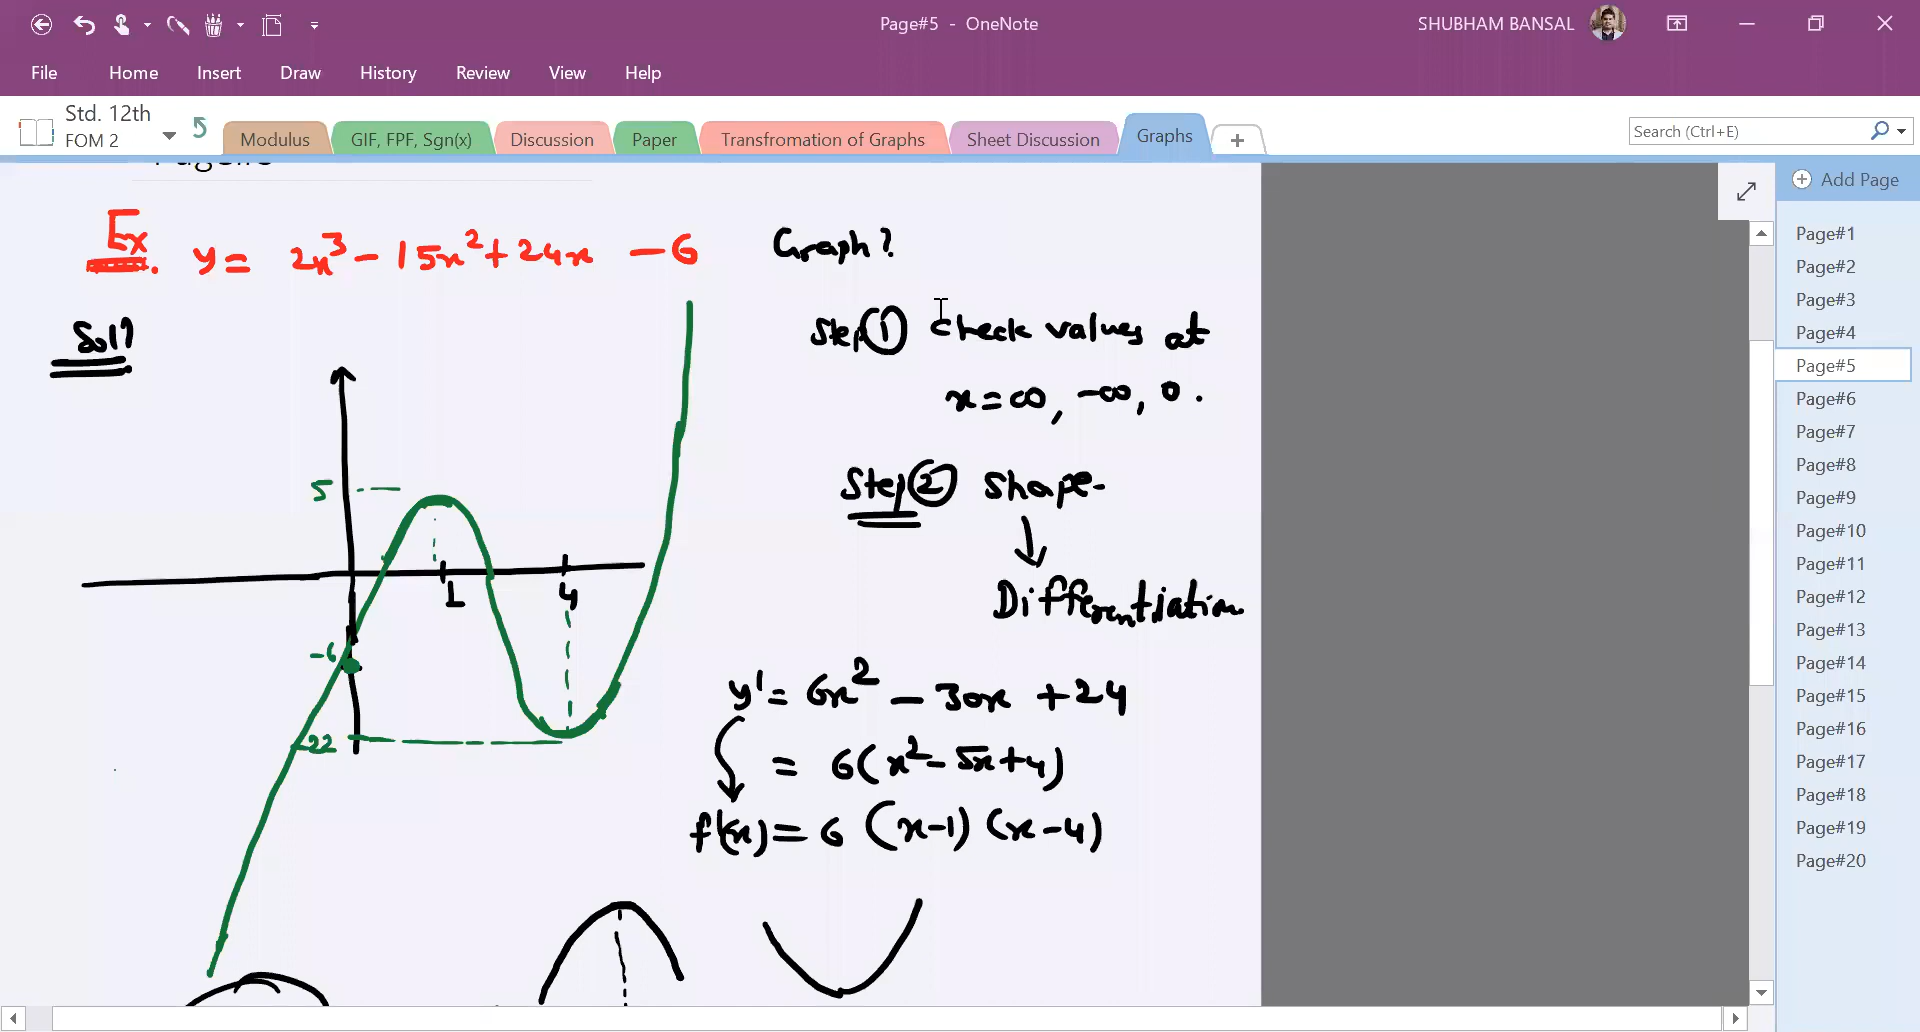 Page#5 - OneNote
SHUBHAM BANSAL
File Home Insert Draw History Review View Help
Std. 12th
FOM 2
Modulus GIF, FPF, Sgn(x) Discussion Paper Transfromation of Graphs Sheet Discussion Graphs +
Search (Ctrl+E)
Ex. y = 2x³ - 15x² + 24x - 6 Graph?
Sol?
Step ① Check values at
x = ∞, -∞, 0.
Step ② Shape-
↓
Differentiation
5
1
4
-6
-22
y' = 6x² - 30x + 24
= 6(x² - 5x + 4)
f'(x) = 6 (x-1) (x-4)
Add Page
Page#1
Page#2
Page#3
Page#4
Page#5
Page#6
Page#7
Page#8
Page#9
Page#10
Page#11
Page#12
Page#13
Page#14
Page#15
Page#16
Page#17
Page#18
Page#19
Page#20